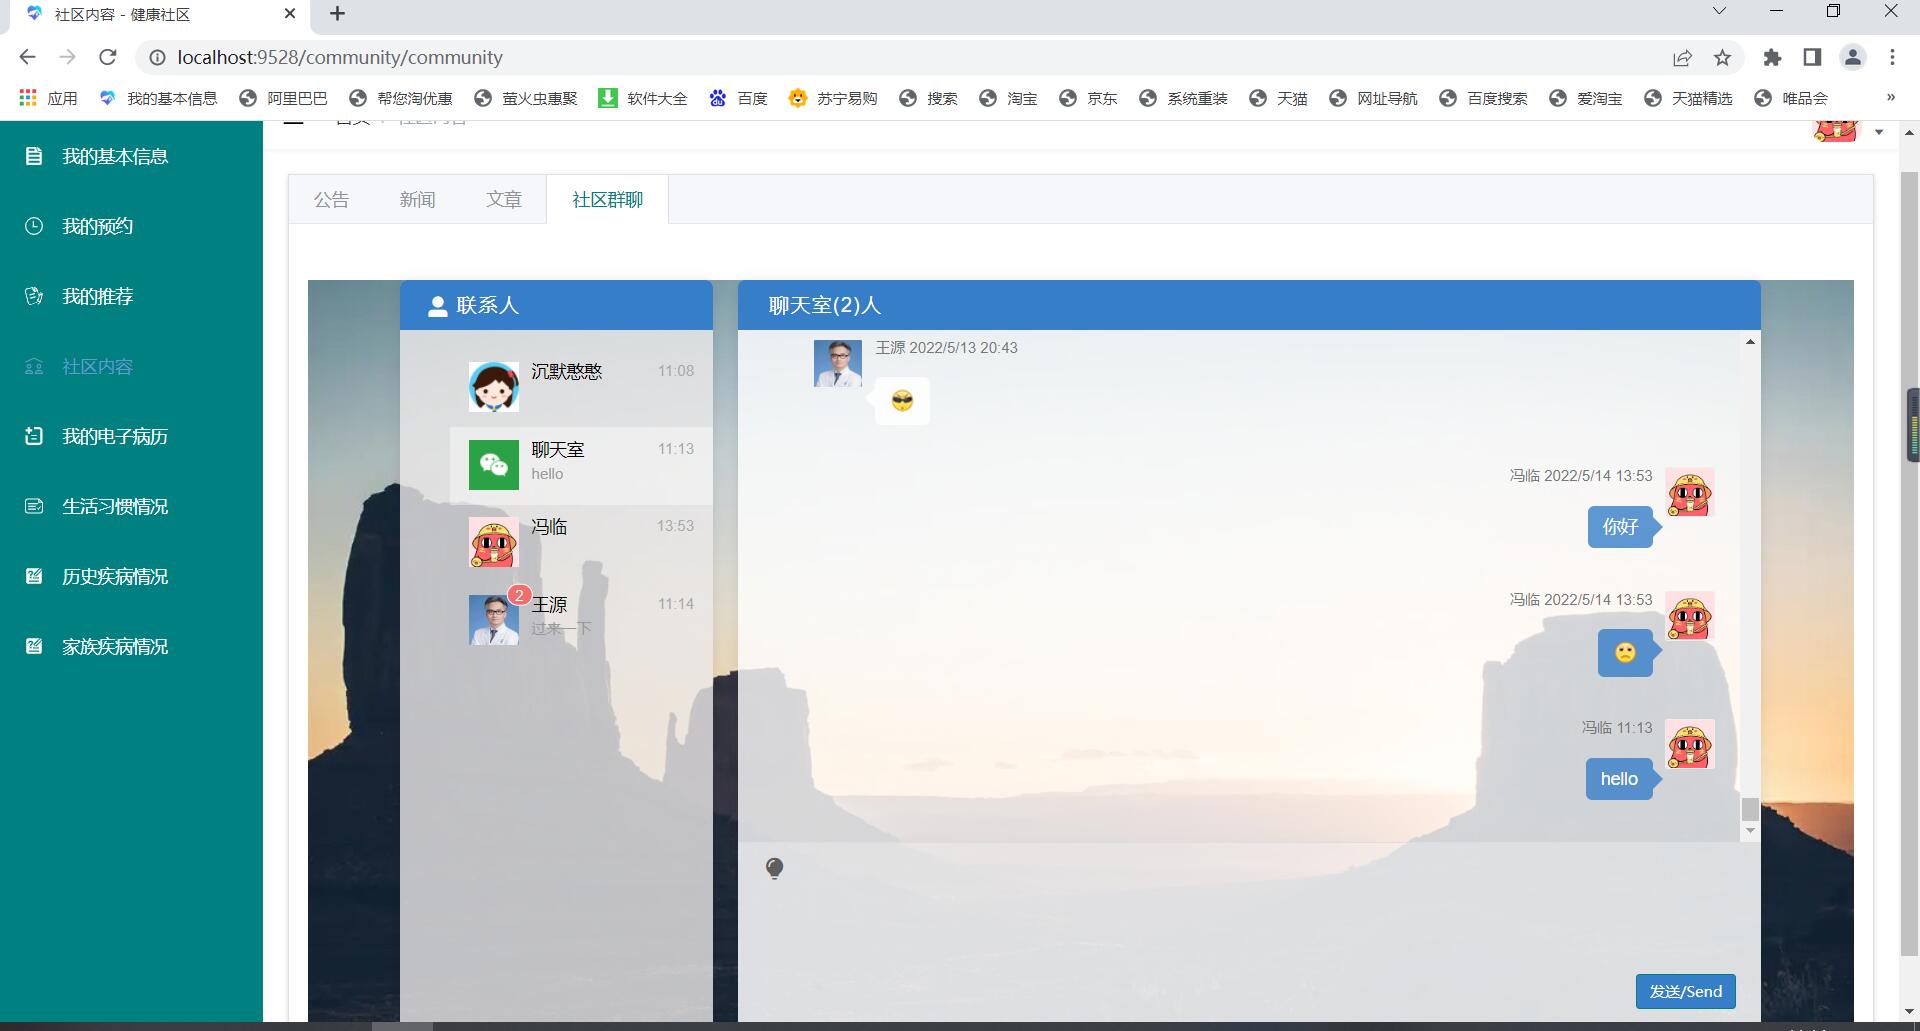 社区内容 - 健康社区
localhost:9528/community/community
应用 我的基本信息 阿里巴巴 帮您淘优惠 萤火虫惠聚 软件大全 百度 苏宁易购 搜索 淘宝 京东 系统重装 天猫 网址导航 百度搜索 爱淘宝 天猫精选 唯品会 »
首页 / 社区内容
我的基本信息
我的预约
我的推荐
社区内容
我的电子病历
生活习惯情况
历史疾病情况
家族疾病情况
公告 新闻 文章 社区群聊
联系人
沉默憨憨 11:08
聊天室 11:13
hello
冯临 13:53
2
王源 11:14
过来一下
聊天室(2)人
王源 2022/5/13 20:43
冯临 2022/5/14 13:53
你好
冯临 2022/5/14 13:53
冯临 11:13
hello
发送/Send